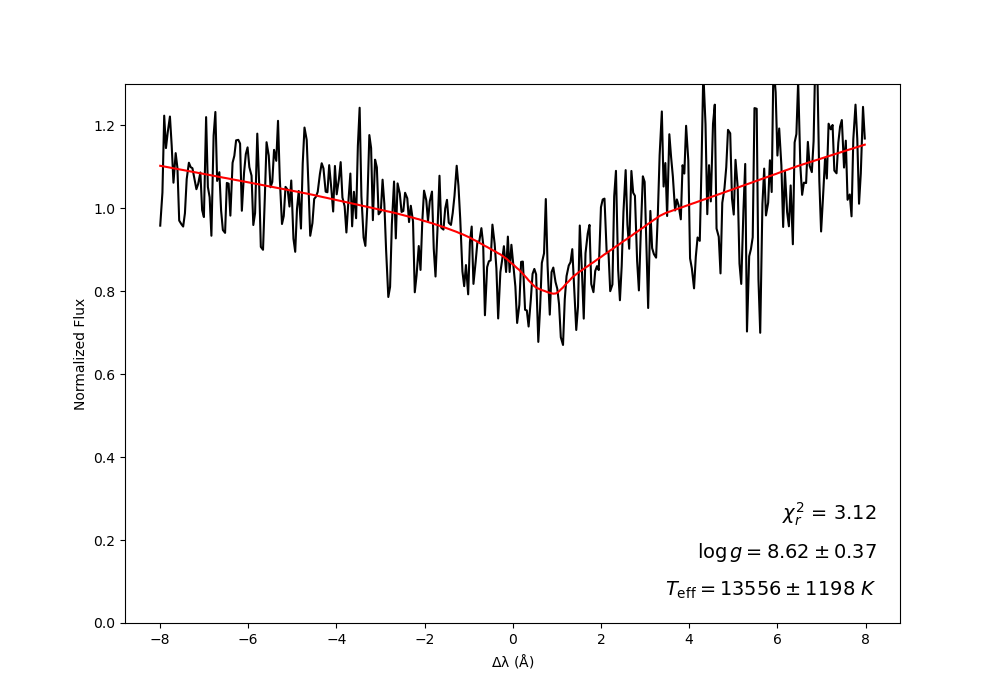 1.2
1.0
0.8
0.6
0.4
0.2
0.0
Normalized Flux
χ²ᵣ = 3.12
log g = 8.62 ± 0.37
T_eff = 13556 ± 1198 K
−8 −6 −4 −2 0 2 4 6 8
Δλ (Å)